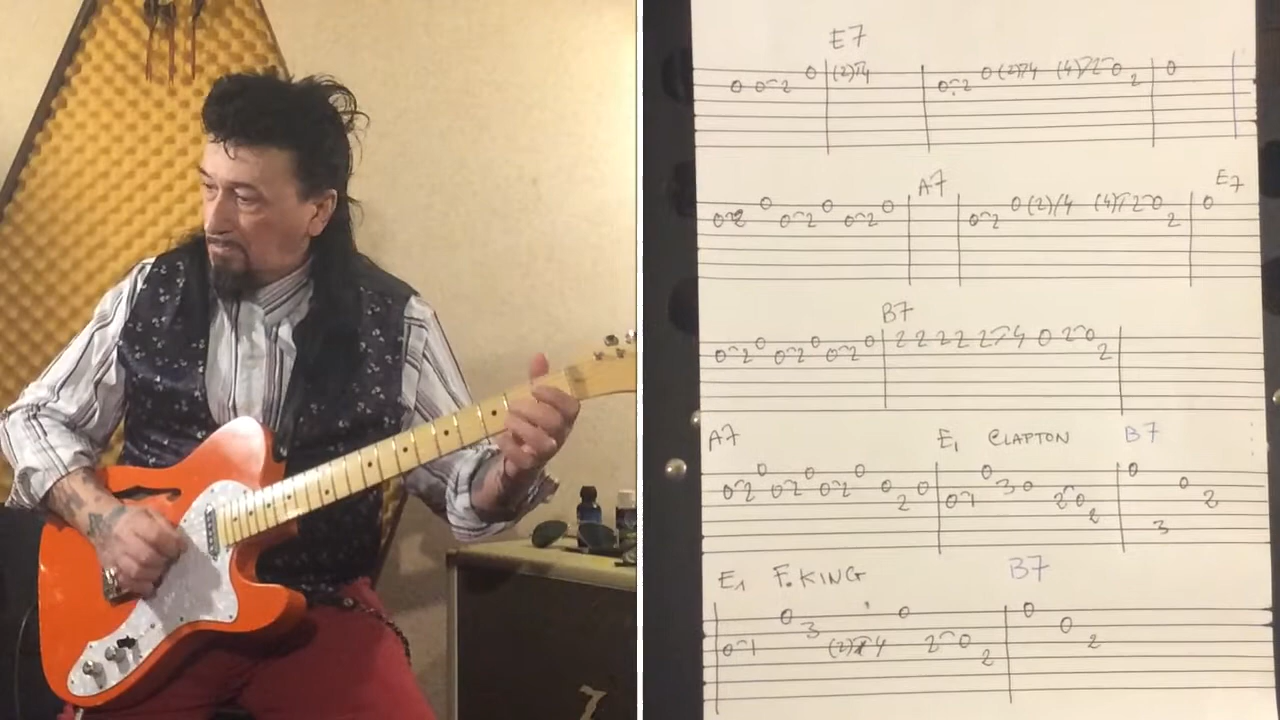 E7
0 0⁀2 0 (2)⁀4 0⁀2 0 (2)⁀4 (4)⁀2⁀0 2 0
A7 E7
0⁀2 0 0⁀2 0 0⁀2 0 0⁀2 0 (2)/4 (4)⁀2⁀0 2 0
B7
0⁀2 0 0⁀2 0 0⁀2 0 2 2 2 2 2⁀4 0 2⁀0 2
A7 E, CLAPTON B7
0⁀2 0 0⁀2 0 0⁀2 0 0 2 0 0⁀1 0 3 0 2⁀0 2 0 3 0 2
E1 F.KING B7
0⁀1 0 3 (2)⁀4 0 2⁀0 2 0 0 2